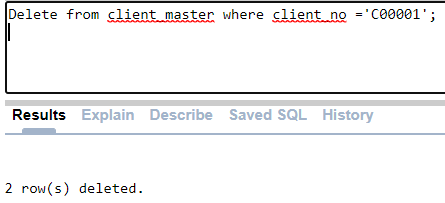 Delete from client_master where client_no ='C00001';
Results Explain Describe Saved SQL History
2 row(s) deleted.